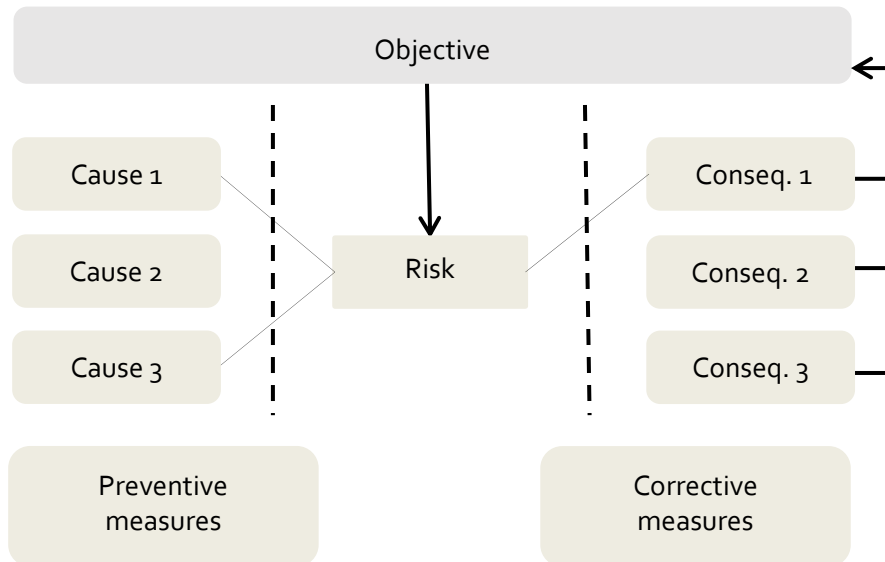 Objective
Cause 1
Conseq. 1
Cause 2
Risk
Conseq. 2
Cause 3
Conseq. 3
Preventive
measures
Corrective
measures